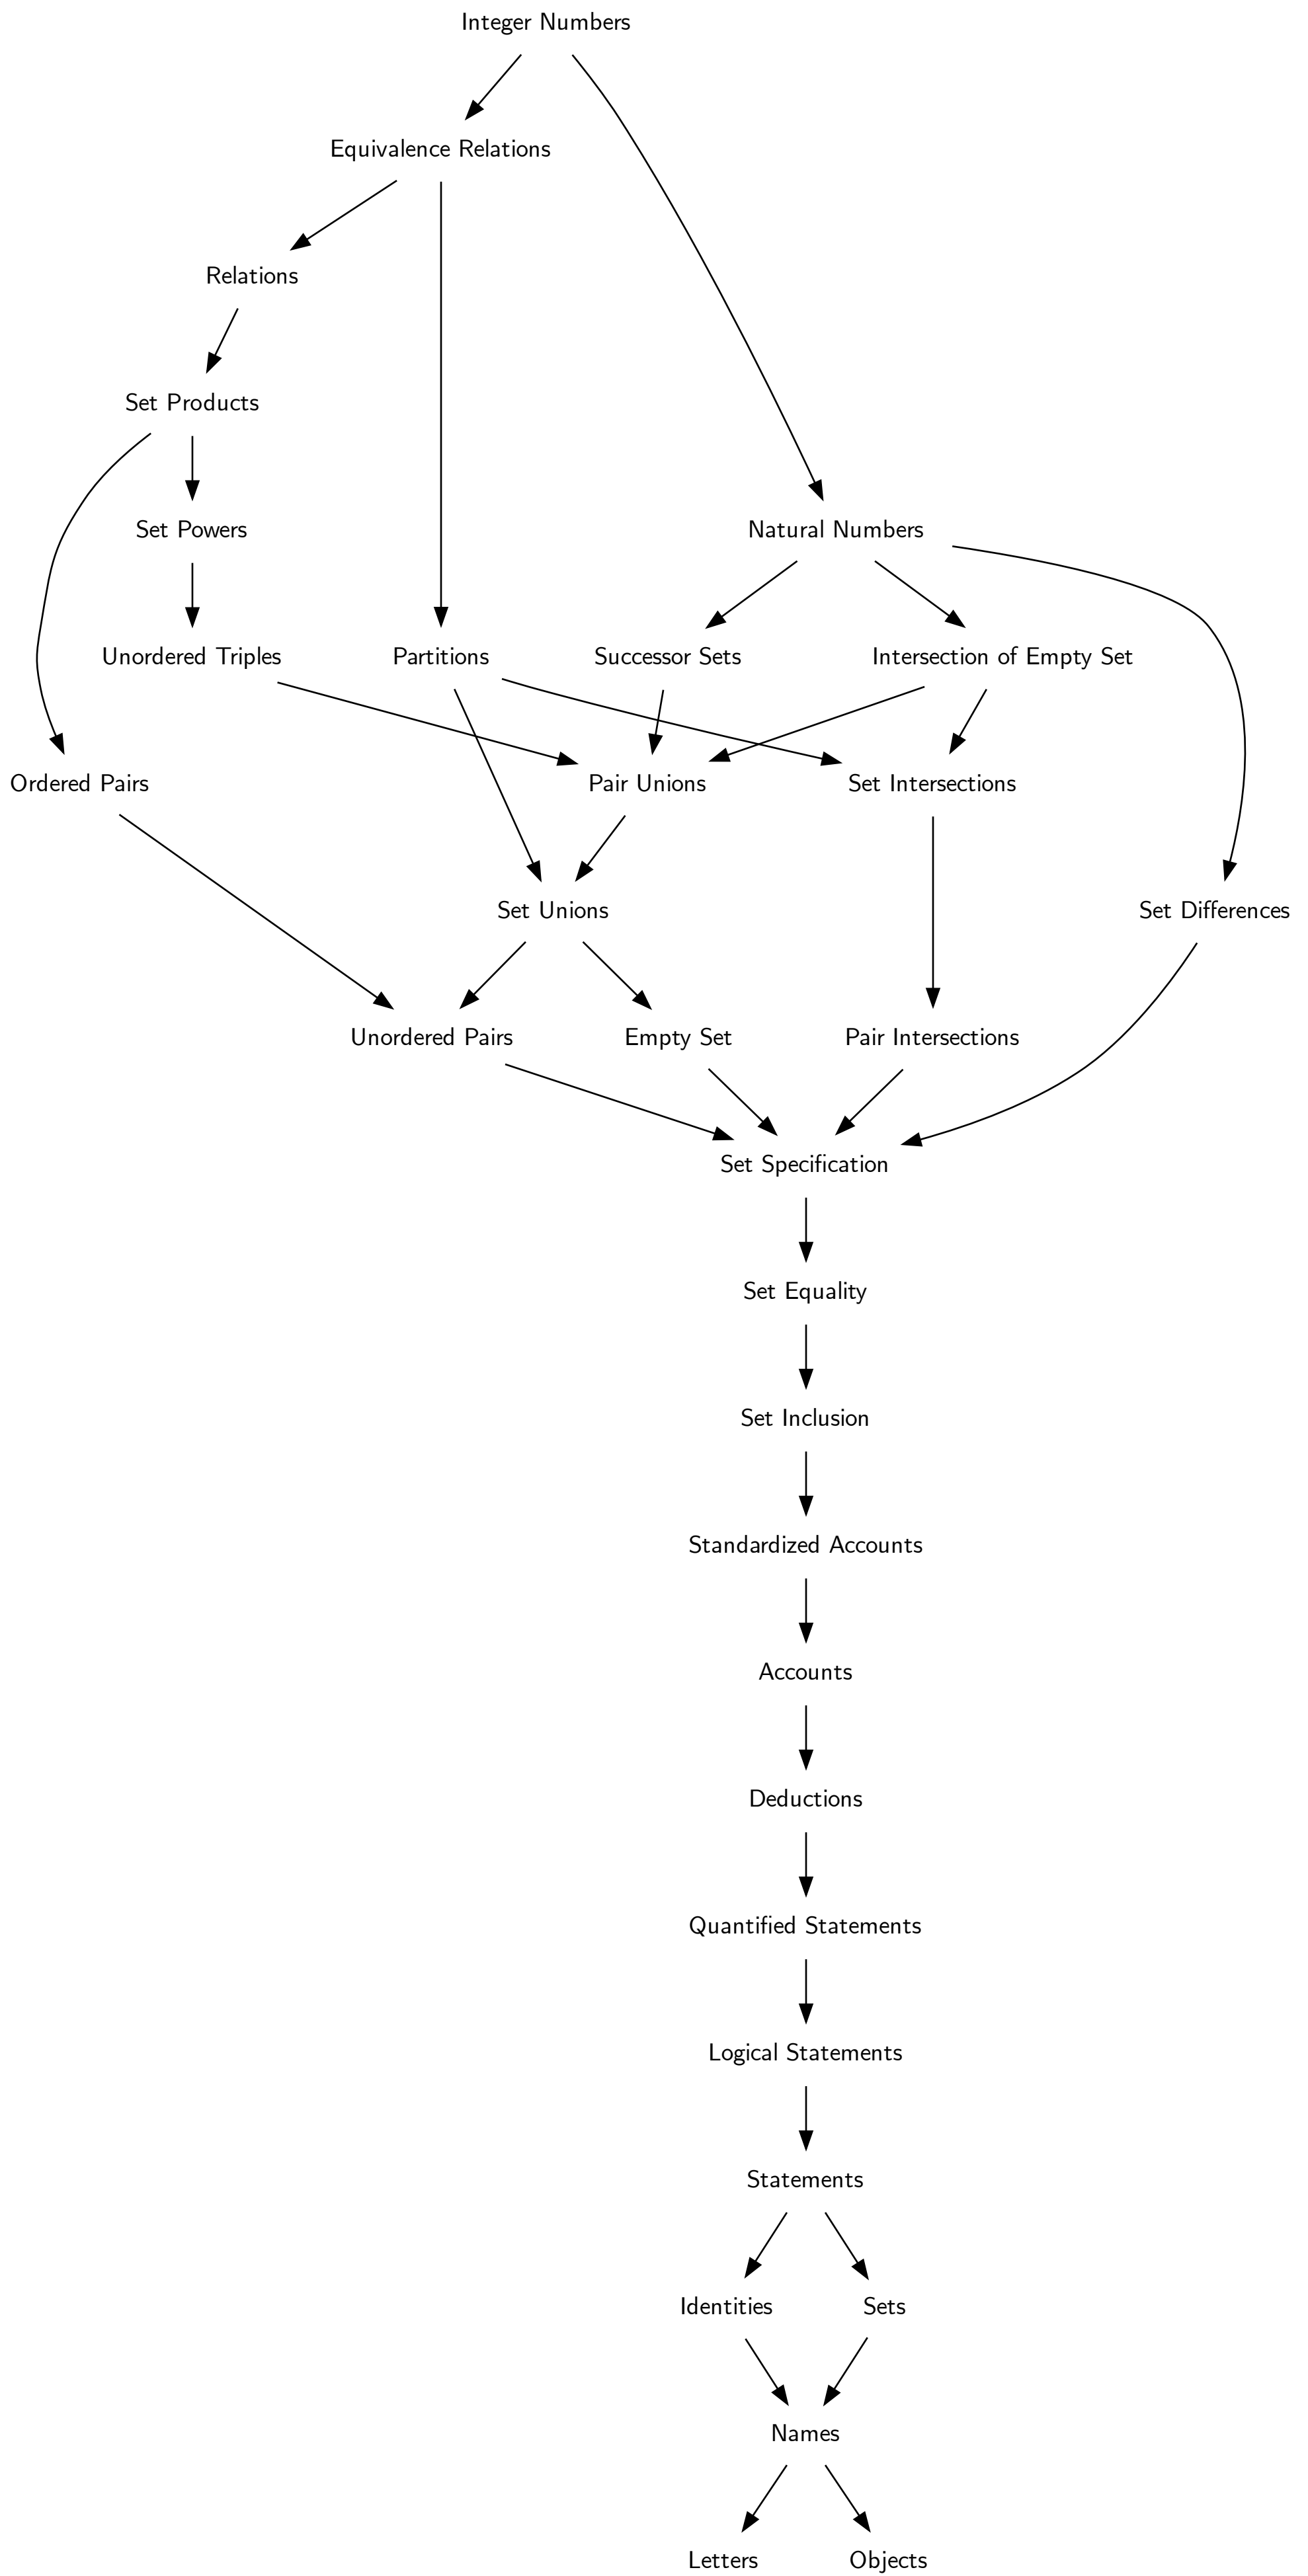 Integer Numbers
Equivalence Relations
Relations
Set Products
Set Powers
Natural Numbers
Unordered Triples
Partitions
Successor Sets
Intersection of Empty Set
Ordered Pairs
Pair Unions
Set Intersections
Set Unions
Set Differences
Unordered Pairs
Empty Set
Pair Intersections
Set Specification
Set Equality
Set Inclusion
Standardized Accounts
Accounts
Deductions
Quantified Statements
Logical Statements
Statements
Identities
Sets
Names
Letters
Objects